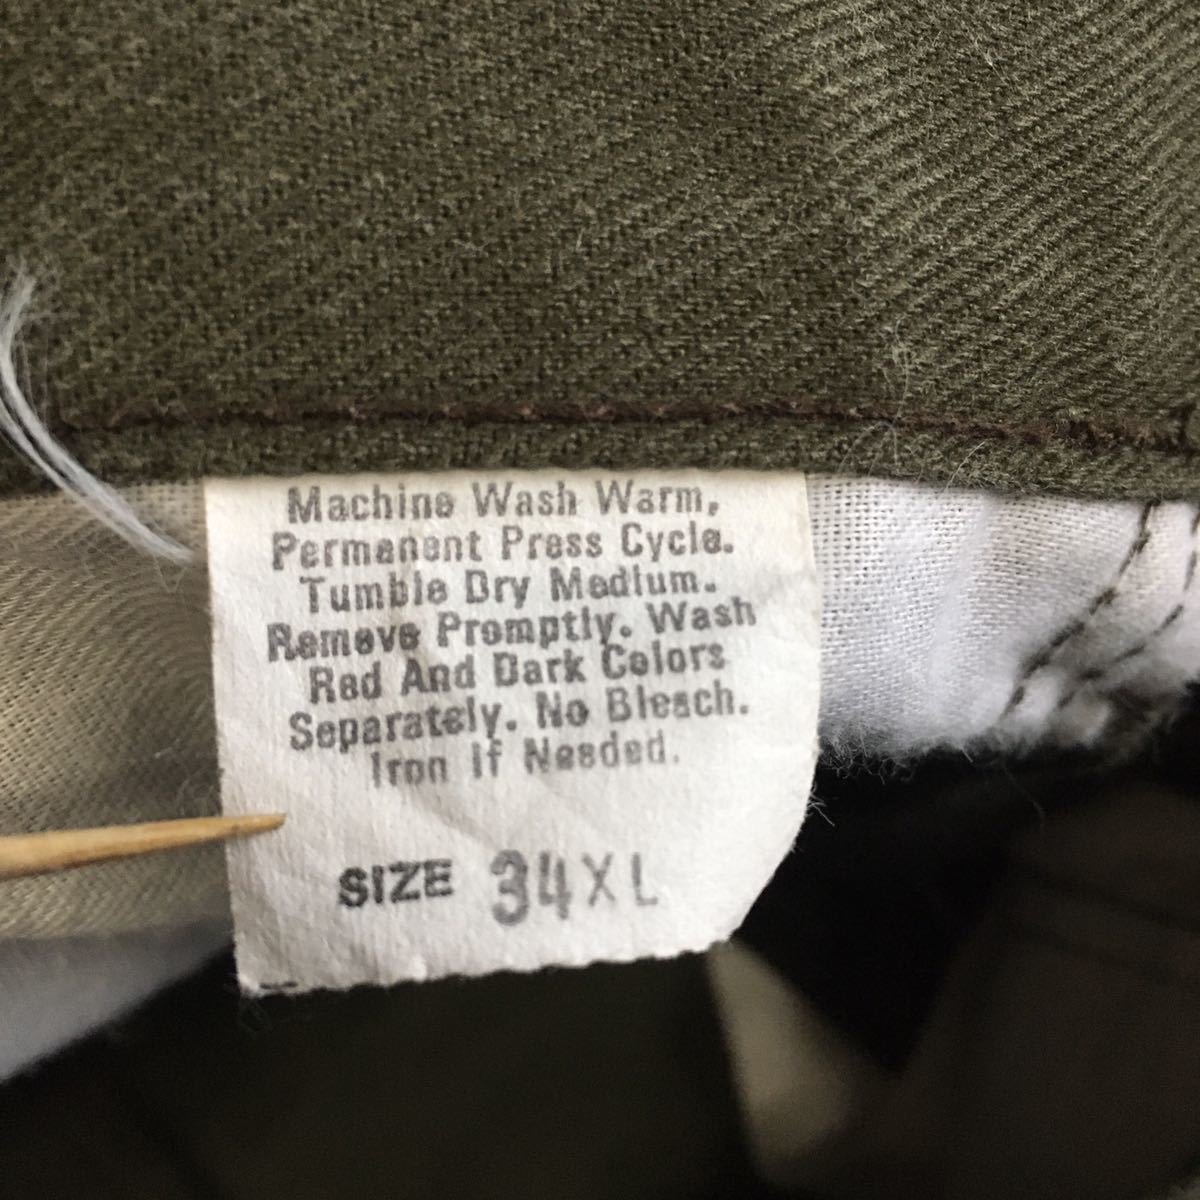 Machine Wash Warm,
Permanent Press Cycle.
Tumble Dry Medium.
Remove Promptly. Wash
Red And Dark Colors
Separately. No Bleach.
Iron If Needed.
SIZE 34XL